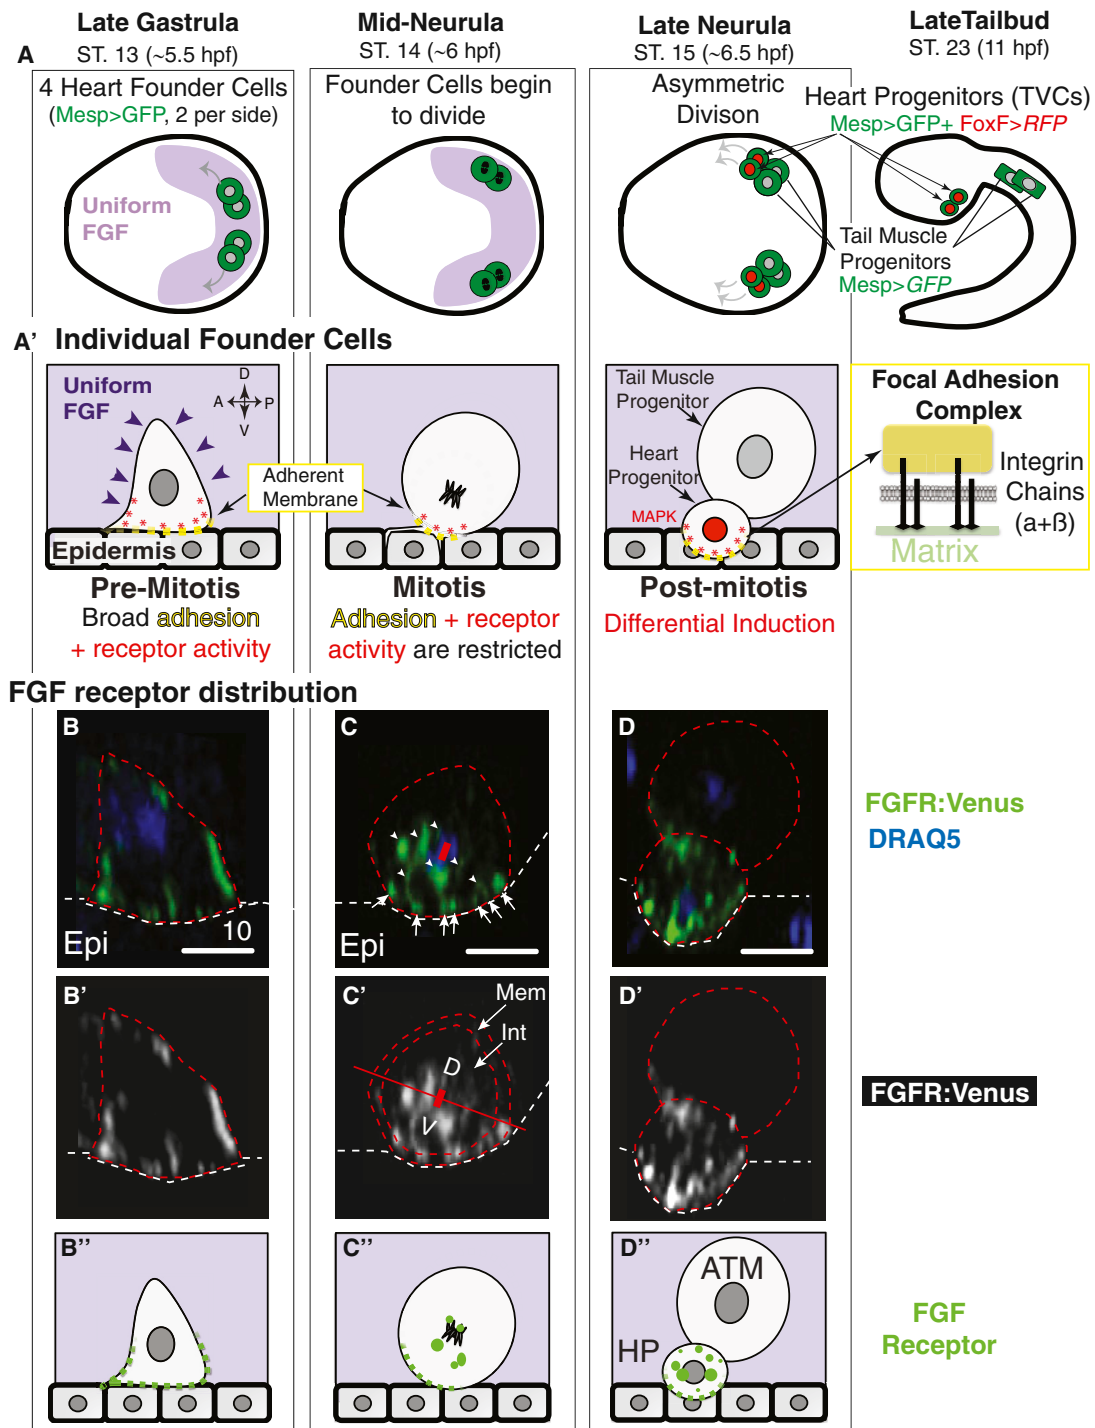 Late Gastrula
ST. 13 (~5.5 hpf)
Mid-Neurula
ST. 14 (~6 hpf)
Late Neurula
ST. 15 (~6.5 hpf)
LateTailbud
ST. 23 (11 hpf)
A
4 Heart Founder Cells
(Mesp>GFP, 2 per side)
Uniform
FGF
Founder Cells begin
to divide
Asymmetric
Divison
Heart Progenitors (TVCs)
Mesp>GFP+ FoxF>RFP
Tail Muscle
Progenitors
Mesp>GFP
A'
Individual Founder Cells
Uniform
FGF
D
A P
V
Adherent
Membrane
Epidermis
Tail Muscle
Progenitor
Heart
Progenitor
MAPK
Focal Adhesion
Complex
Integrin
Chains
(a+ß)
Matrix
Pre-Mitotis
Broad adhesion
+ receptor activity
Mitotis
Adhesion + receptor
activity are restricted
Post-mitotis
Differential Induction
FGF receptor distribution
B
Epi
10
C
Epi
D
FGFR:Venus
DRAQ5
B'
C'
Mem
Int
D
V
D'
FGFR:Venus
B''
C''
D''
ATM
HP
FGF
Receptor